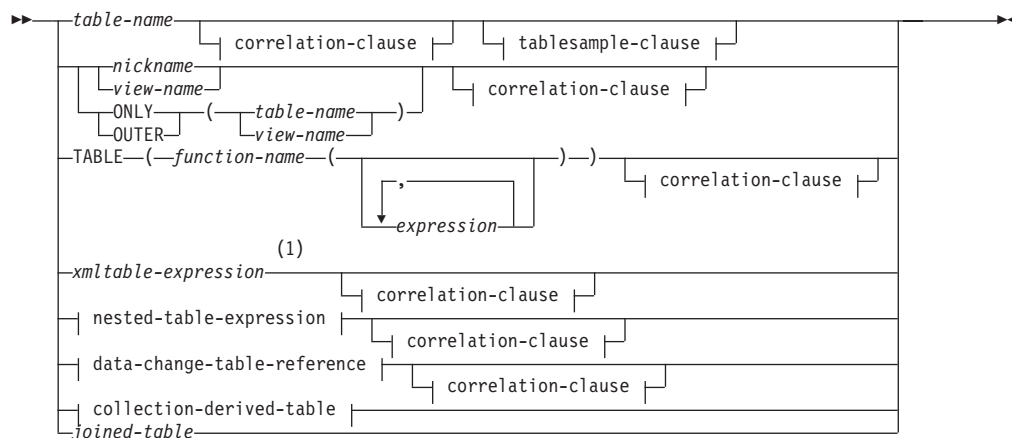 table-name
correlation-clause tablesample-clause
nickname
view-name correlation-clause
ONLY ( table-name )
OUTER view-name
TABLE ( function-name ( ) )
, correlation-clause
expression
(1)
xmltable-expression
correlation-clause
nested-table-expression
correlation-clause
data-change-table-reference
correlation-clause
collection-derived-table
joined-table